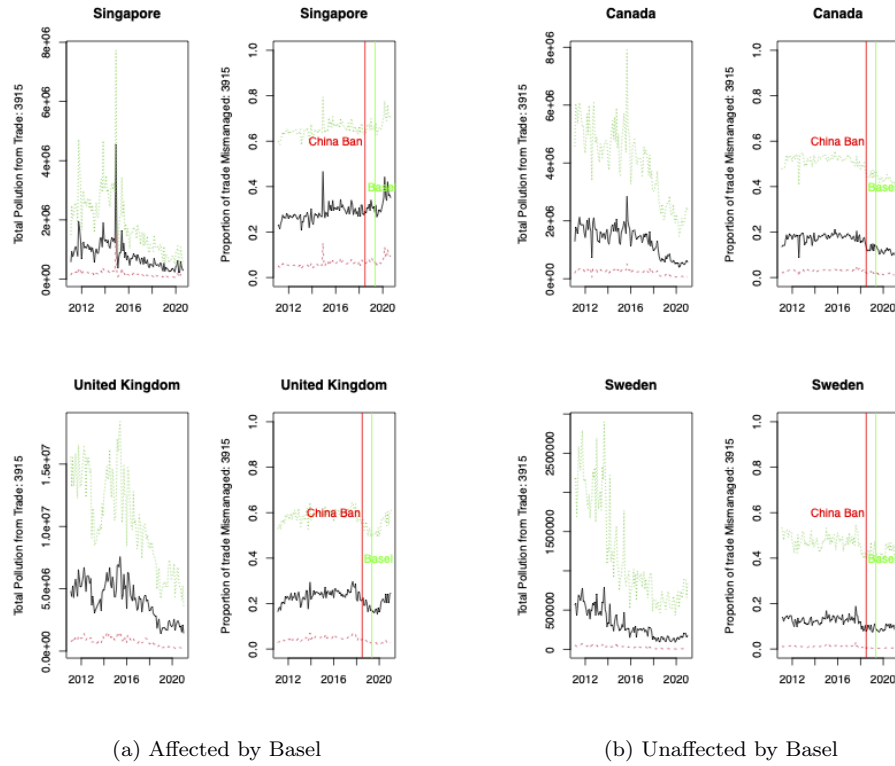 Singapore
Singapore
Canada
Canada
Total Pollution from Trade: 3915
0e+00 2e+06 4e+06 6e+06 8e+06
2012 2016 2020
Proportion of trade Mismanaged: 3915
0.0 0.2 0.4 0.6 0.8 1.0
China Ban
Basel
2012 2016 2020
Total Pollution from Trade: 3915
0e+00 2e+06 4e+06 6e+06 8e+06
2012 2016 2020
Proportion of trade Mismanaged: 3915
0.0 0.2 0.4 0.6 0.8 1.0
China Ban
Basel
2012 2016 2020
United Kingdom
United Kingdom
Sweden
Sweden
Total Pollution from Trade: 3915
0.0e+00 5.0e+06 1.0e+07 1.5e+07
2012 2016 2020
Proportion of trade Mismanaged: 3915
0.0 0.2 0.4 0.6 0.8 1.0
China Ban
Basel
2012 2016 2020
Total Pollution from Trade: 3915
0 500000 1500000 2500000
2012 2016 2020
Proportion of trade Mismanaged: 3915
0.0 0.2 0.4 0.6 0.8 1.0
China Ban
Basel
2012 2016 2020
(a) Affected by Basel
(b) Unaffected by Basel